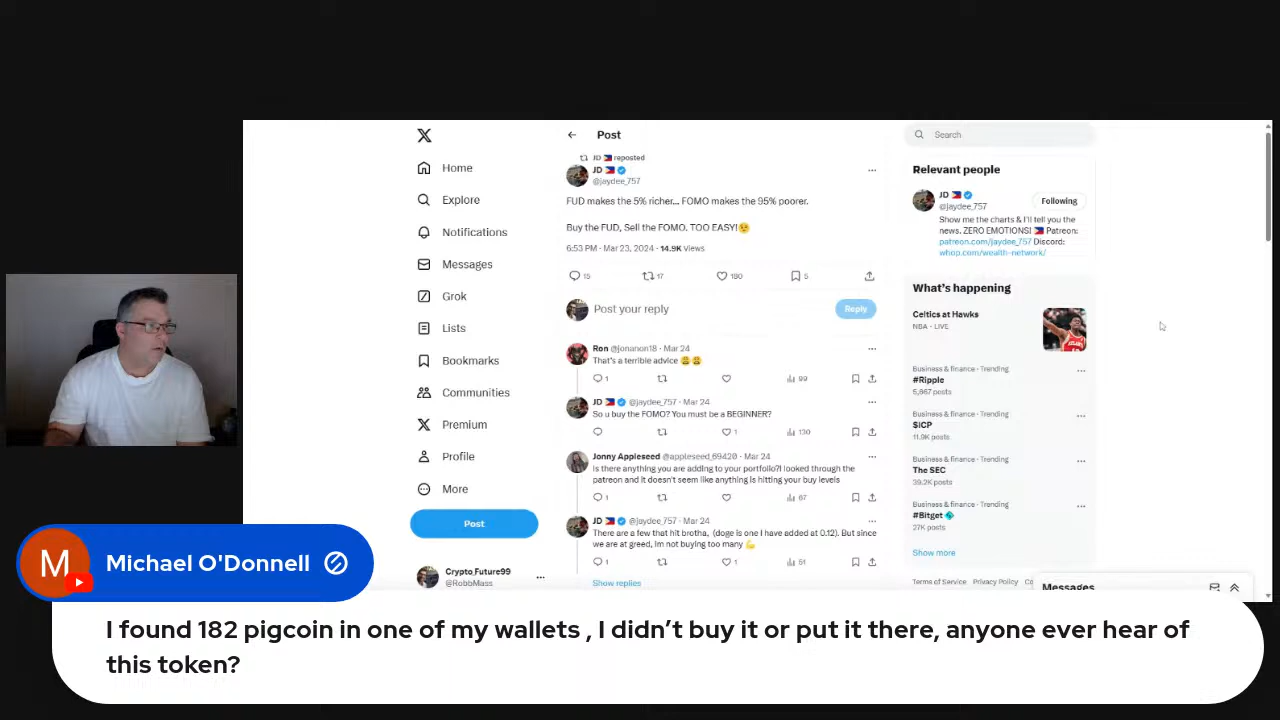 Post
Search
JD reposted
JD
@jaydee_757
FUD makes the 5% richer... FOMO makes the 95% poorer.
Buy the FUD, Sell the FOMO. TOO EASY!
6:53 PM · Mar 23, 2024 · 14.9K Views
15 17 180 5
Post your reply
Reply
Ron @jonanon18 · Mar 24
That's a terrible advice
1 99
JD @jaydee_757 · Mar 24
So u buy the FOMO? You must be a BEGINNER?
1 130
Jonny Appleseed @appleseed_69420 · Mar 24
Is there anything you are adding to your portfolio?I looked through the
patreon and it doesn't seem like anything is hitting your buy levels
1 67
JD @jaydee_757 · Mar 24
There are a few that hit brotha, (doge is one I have added at 0.12). But since
we are at greed, Im not buying too many
1 51
Show replies
Home
Explore
Notifications
Messages
Grok
Lists
Bookmarks
Communities
Premium
Profile
More
Post
Crypto_Future99
@RobbMass
Relevant people
JD
@jaydee_757
Following
Show me the charts & I'll tell you the
news. ZERO EMOTIONS! Patreon:
patreon.com/jaydee_757 Discord:
whop.com/wealth-network/
What's happening
Celtics at Hawks
NBA · LIVE
Business & finance · Trending
#Ripple
5,667 posts
Business & finance · Trending
$ICP
11.9K posts
Business & finance · Trending
The SEC
39.2K posts
Business & finance · Trending
#Bitget
27K posts
Show more
Terms of Service Privacy Policy Co
Messages
M
Michael O'Donnell
I found 182 pigcoin in one of my wallets , I didn't buy it or put it there, anyone ever hear of
this token?